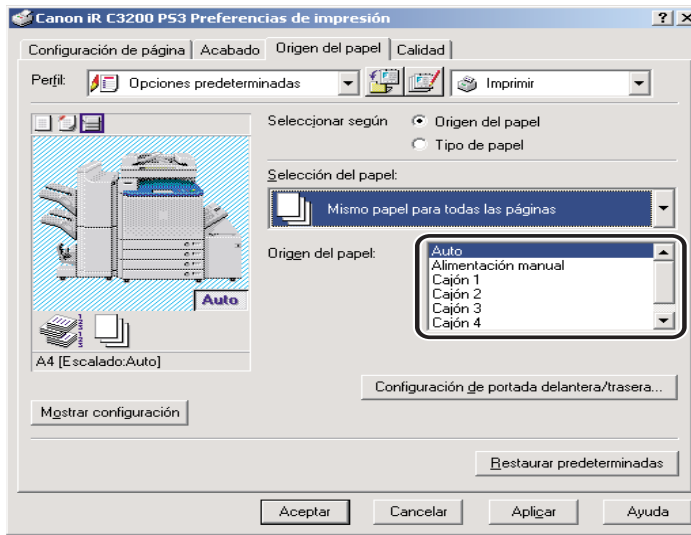 Canon iR C3200 PS3 Preferencias de impresión
Configuración de página Acabado Origen del papel Calidad
Perfil: Opciones predeterminadas Imprimir
Seleccionar según Origen del papel
Tipo de papel
Selección del papel:
Mismo papel para todas las páginas
Origen del papel: Auto
Alimentación manual
Cajón 1
Cajón 2
Cajón 3
Cajón 4
Auto
A4 [Escalado:Auto]
Configuración de portada delantera/trasera...
Mostrar configuración
Restaurar predeterminadas
Aceptar Cancelar Aplicar Ayuda